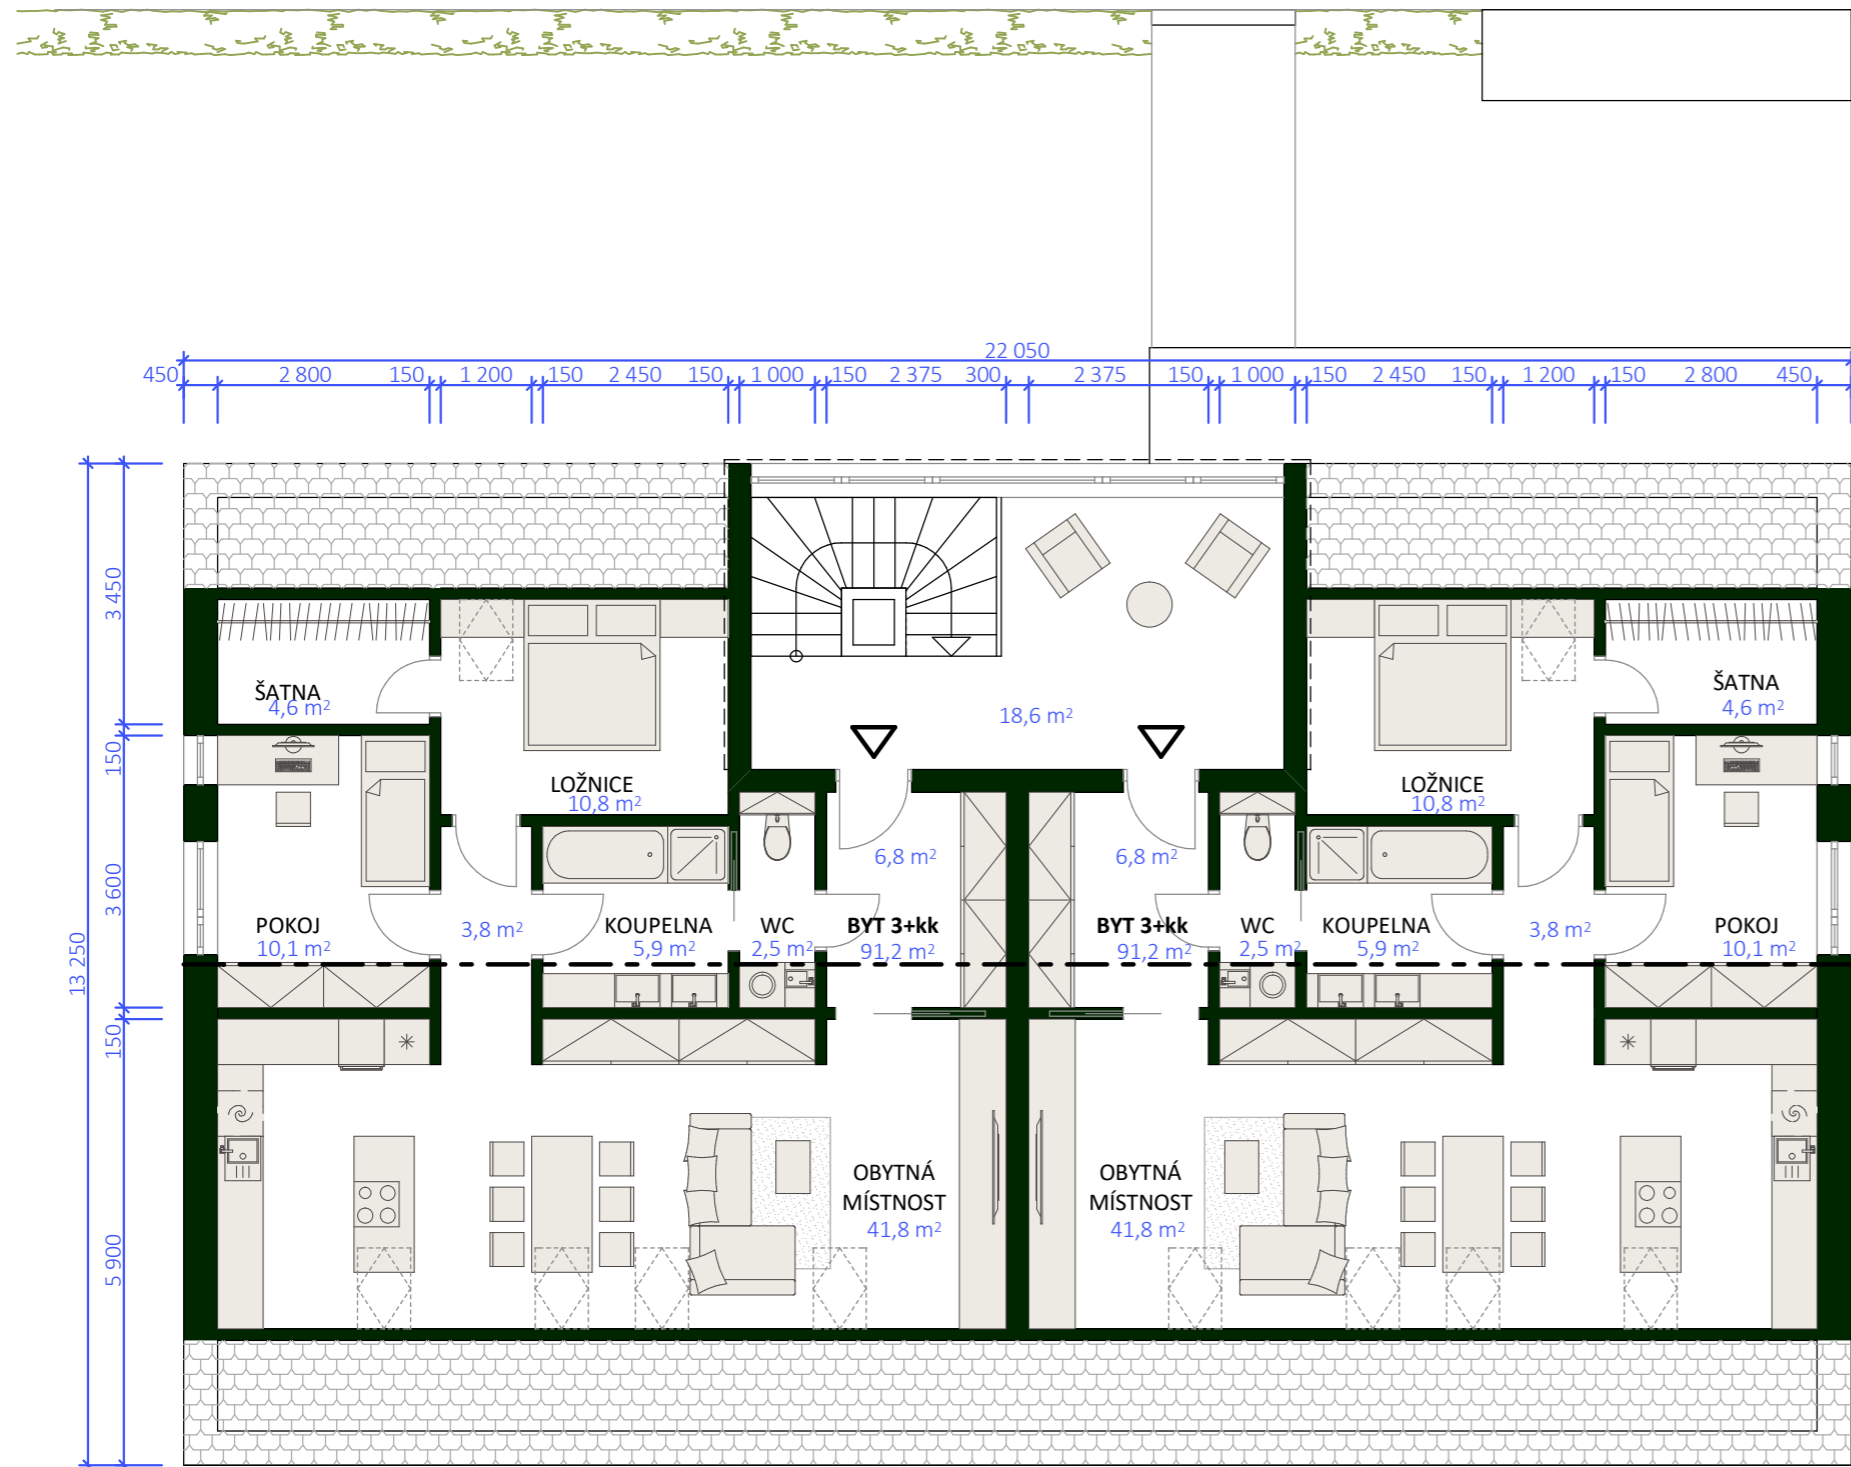 22 050
450 2 800 150 1 200 150 2 450 150 1 000 150 2 375 300 2 375 150 1 000 150 2 450 150 1 200 150 2 800 450
13 250
3 450
150
3 600
150
5 900
ŠATNA
4,6 m²
18,6 m²
ŠATNA
4,6 m²
LOŽNICE
10,8 m²
LOŽNICE
10,8 m²
6,8 m²
6,8 m²
POKOJ
10,1 m²
3,8 m²
KOUPELNA
5,9 m²
WC
2,5 m²
BYT 3+kk
91,2 m²
BYT 3+kk
91,2 m²
WC
2,5 m²
KOUPELNA
5,9 m²
3,8 m²
POKOJ
10,1 m²
OBYTNÁ
MÍSTNOST
41,8 m²
OBYTNÁ
MÍSTNOST
41,8 m²